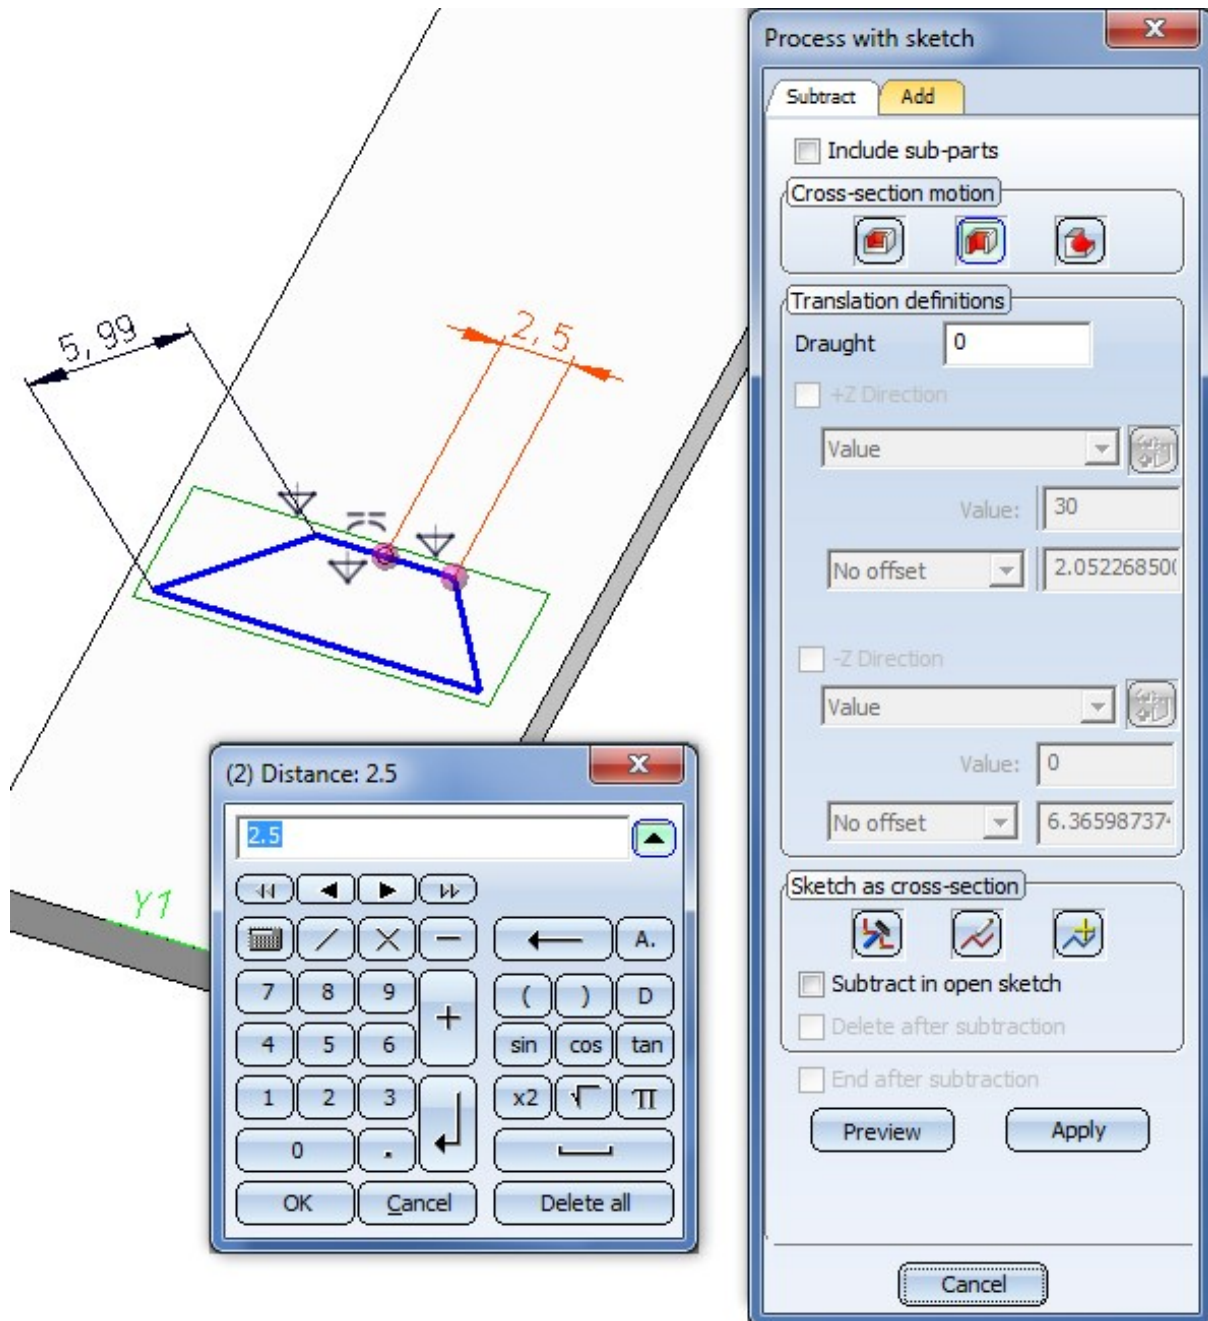 Process with sketch
Subtract
Add
Include sub-parts
Cross-section motion
Translation definitions
Draught 0
+Z Direction
Value
Value: 30
No offset 2.052268500
-Z Direction
Value
Value: 0
No offset 6.365987374
Sketch as cross-section
Subtract in open sketch
Delete after subtraction
End after subtraction
Preview Apply
Cancel
5,99
2,5
Y1
(2) Distance: 2.5
2.5
A.
7 8 9 + ( ) D
4 5 6 sin cos tan
1 2 3 x2 √ π
0 .
OK Cancel Delete all